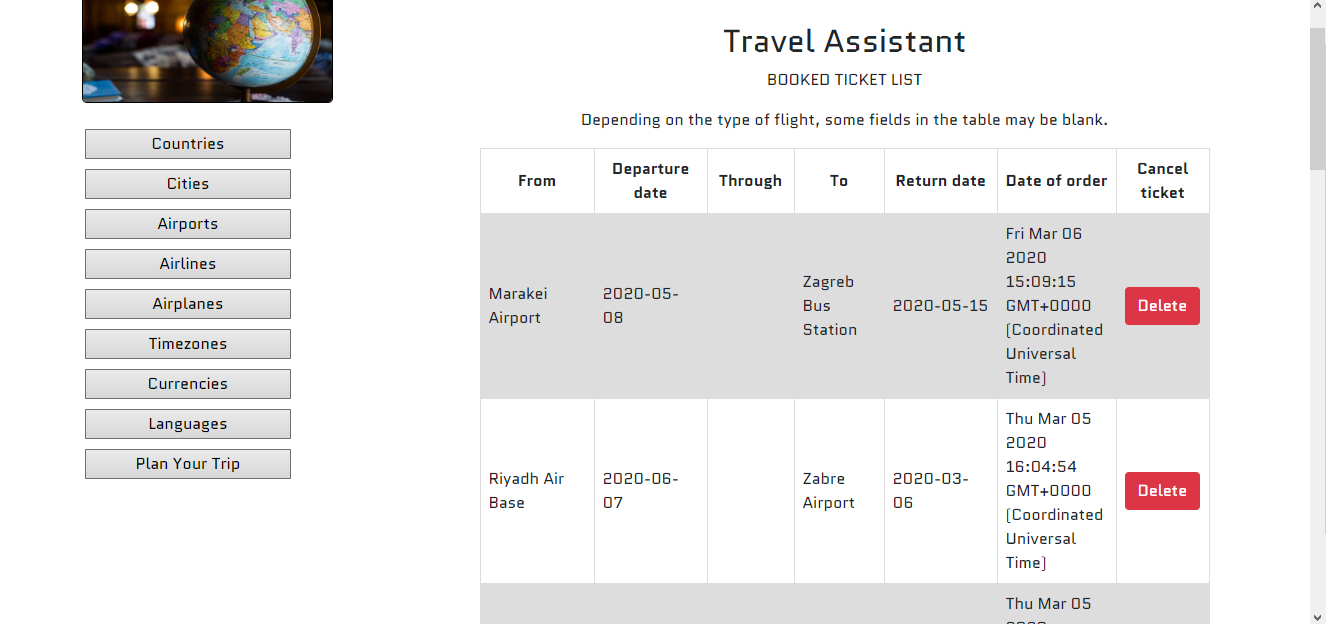 Travel Assistant
BOOKED TICKET LIST
Depending on the type of flight, some fields in the table may be blank.
Countries
Cities
Airports
Airlines
Airplanes
Timezones
Currencies
Languages
Plan Your Trip
From
Departure
date
Through
To
Return date
Date of order
Cancel
ticket
Marakei
Airport
2020-05-
08
Zagreb
Bus
Station
2020-05-15
Fri Mar 06
2020
15:09:15
GMT+0000
(Coordinated
Universal
Time)
Delete
Riyadh Air
Base
2020-06-
07
Zabre
Airport
2020-03-
06
Thu Mar 05
2020
16:04:54
GMT+0000
(Coordinated
Universal
Time)
Delete
Thu Mar 05